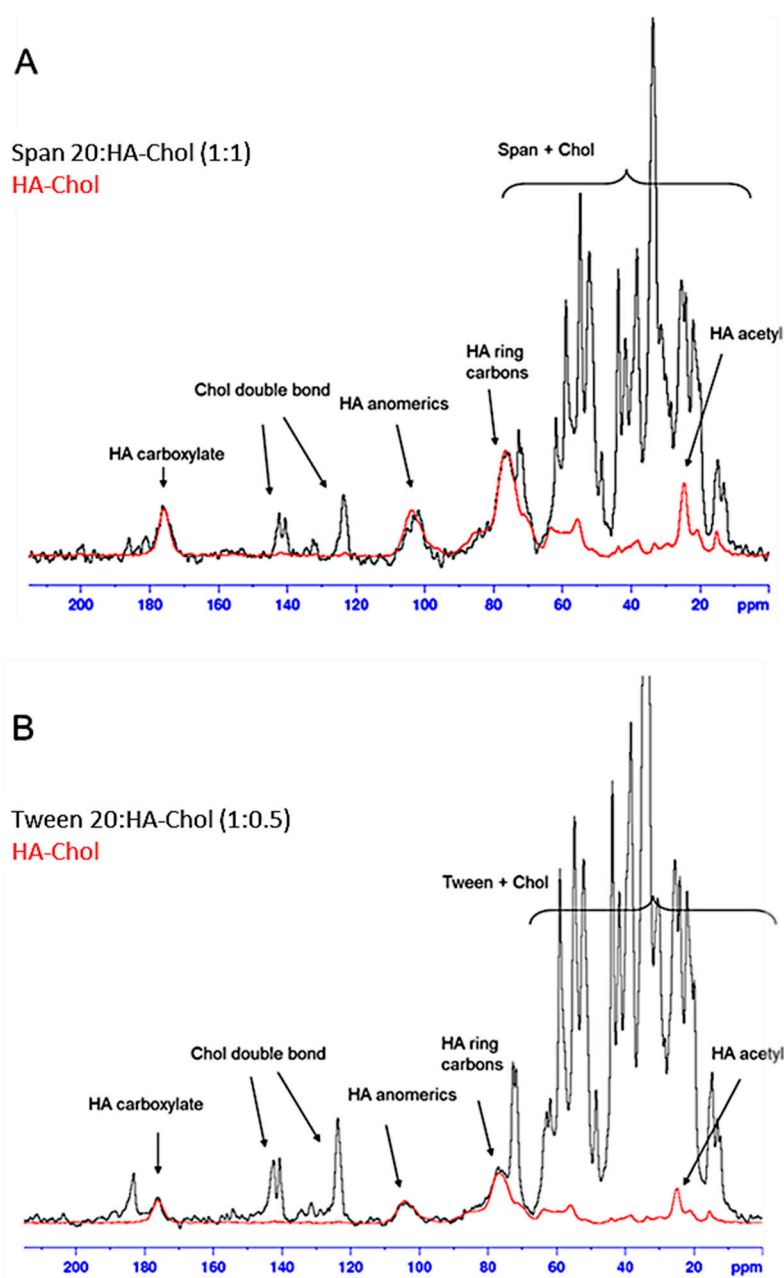 A
Span 20:HA-Chol (1:1)
HA-Chol
Span + Chol
HA acetyl
HA ring
carbons
Chol double bond
HA anomerics
HA carboxylate
200 180 160 140 120 100 80 60 40 20 ppm
B
Tween 20:HA-Chol (1:0.5)
HA-Chol
Tween + Chol
HA ring
carbons
Chol double bond
HA acetyl
HA anomerics
HA carboxylate
200 180 160 140 120 100 80 60 40 20 ppm